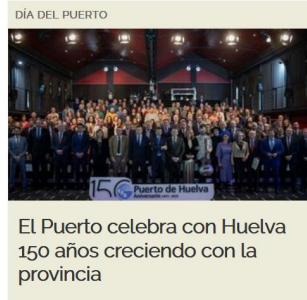 DÍA DEL PUERTO
150 Puerto de Huelva
El Puerto celebra con Huelva
150 años creciendo con la
provincia